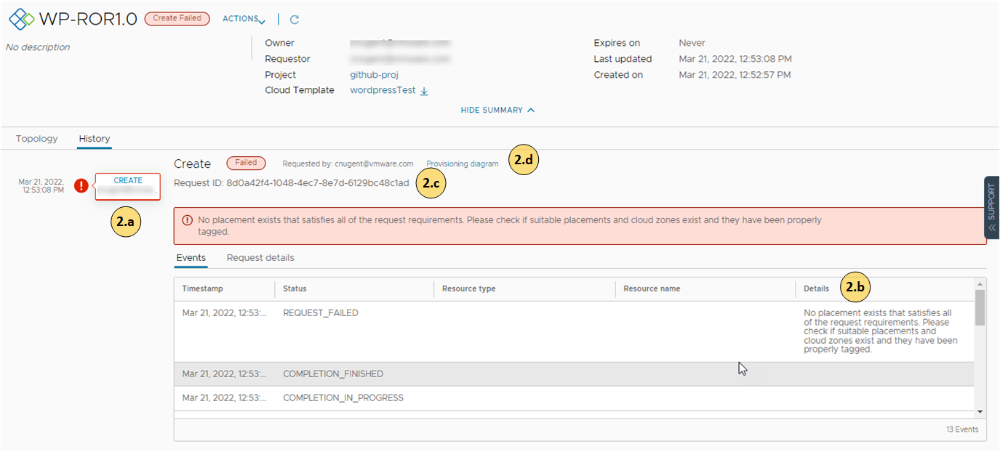 WP-ROR1.0 Create Failed ACTIONS
No description
Owner
Requestor
Project github-proj
Cloud Template wordpressTest
Expires on Never
Last updated Mar 21, 2022, 12:53:08 PM
Created on Mar 21, 2022, 12:52:57 PM
HIDE SUMMARY
Topology History
Mar 21, 2022,
12:53:08 PM
CREATE
2.a
Create Failed Requested by: cnugent@vmware.com Provisioning diagram 2.d
Request ID: 8d0a42f4-1048-4ec7-8e7d-6129bc48c1ad 2.c
No placement exists that satisfies all of the request requirements. Please check if suitable placements and cloud zones exist and they have been properly
tagged.
SUPPORT
Events Request details
Timestamp Status Resource type Resource name Details 2.b
Mar 21, 2022, 12:53:... REQUEST_FAILED
No placement exists that satisfies all
of the request requirements. Please
check if suitable placements and
cloud zones exist and they have been
properly tagged.
Mar 21, 2022, 12:53:... COMPLETION_FINISHED
Mar 21, 2022, 12:53:... COMPLETION_IN_PROGRESS
13 Events